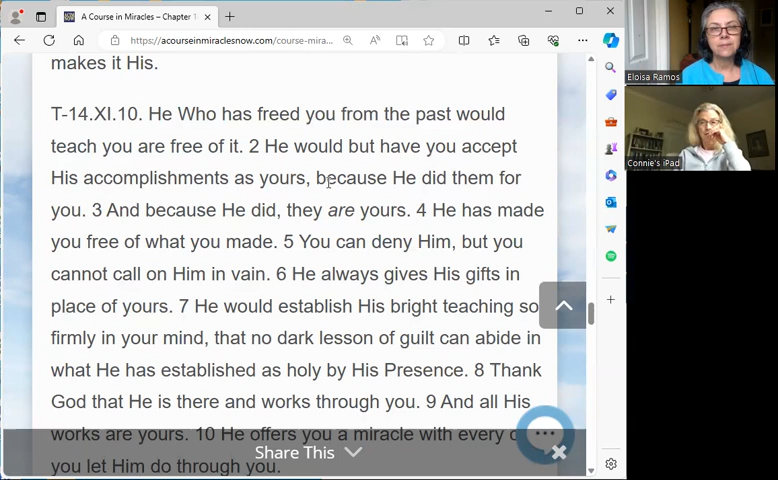 A Course in Miracles – Chapter 1
https://acourseinmiraclesnow.com/course-mira...
makes it His.
T-14.XI.10. He Who has freed you from the past would
teach you are free of it. 2 He would but have you accept
His accomplishments as yours, because He did them for
you. 3 And because He did, they are yours. 4 He has made
you free of what you made. 5 You can deny Him, but you
cannot call on Him in vain. 6 He always gives His gifts in
place of yours. 7 He would establish His bright teaching so
firmly in your mind, that no dark lesson of guilt can abide in
what He has established as holy by His Presence. 8 Thank
God that He is there and works through you. 9 And all His
works are yours. 10 He offers you a miracle with every
you let Him do through you.
Share This
Eloisa Ramos
Connie's iPad